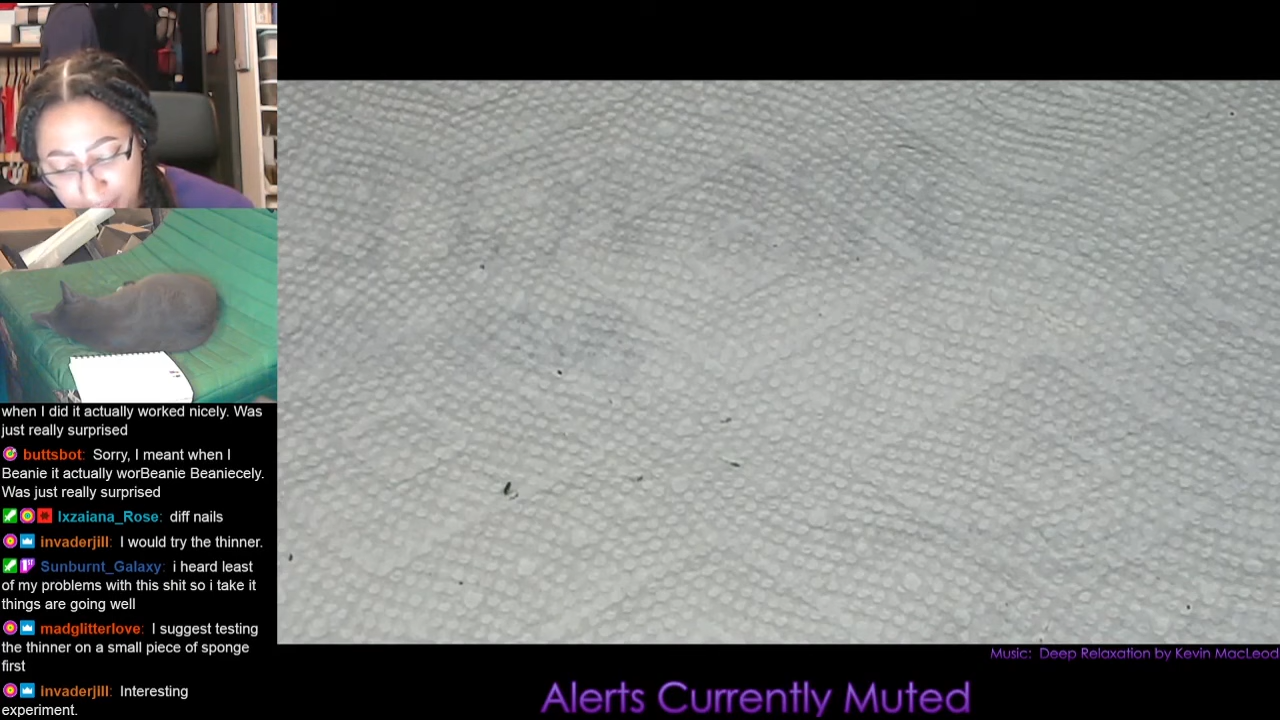 when I did it actually worked nicely. Was
just really surprised
buttsbot: Sorry, I meant when I
Beanie it actually worBeanie Beaniecely.
Was just really surprised
Ixzaiana_Rose: diff nails
invaderjill: I would try the thinner.
Sunburnt_Galaxy: i heard least
of my problems with this shit so i take it
things are going well
madglitterlove: I suggest testing
the thinner on a small piece of sponge
first
invaderjill: Interesting
experiment.
Music: Deep Relaxation by Kevin MacLeod
Alerts Currently Muted